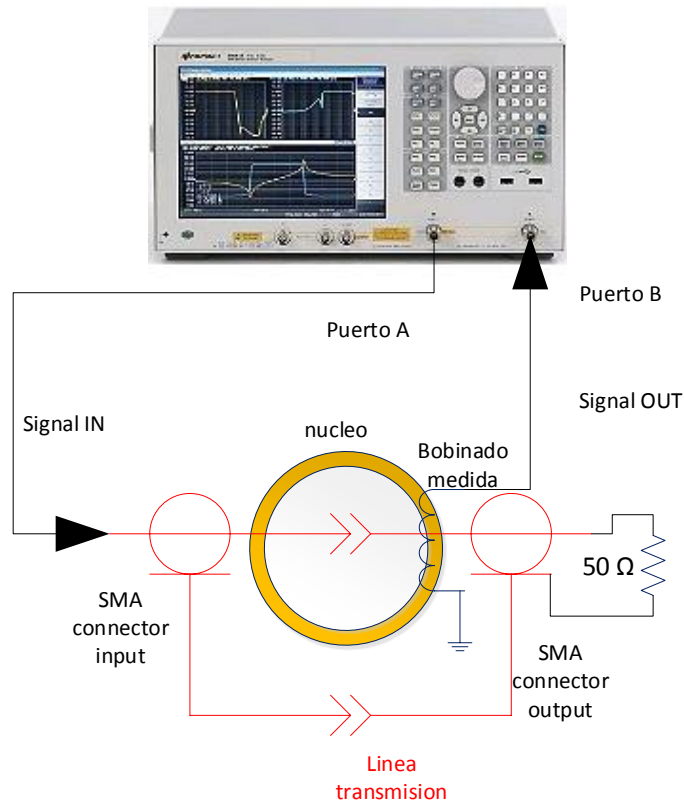 Puerto B
Puerto A
Signal IN
Signal OUT
nucleo
Bobinado
medida
50 Ω
SMA
connector
input
SMA
connector
output
Linea
transmision